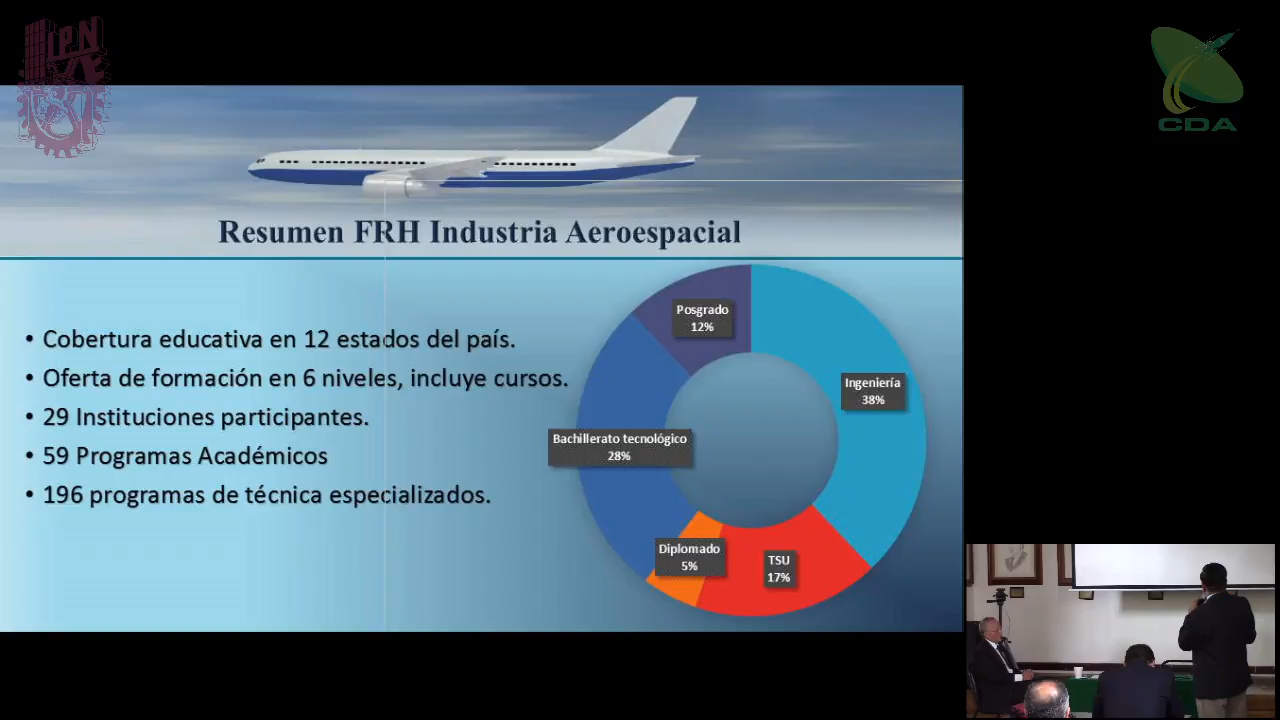 IPN
CDA
Resumen FRH Industria Aeroespacial
• Cobertura educativa en 12 estados del país.
• Oferta de formación en 6 niveles, incluye cursos.
• 29 Instituciones participantes.
• 59 Programas Académicos
• 196 programas de técnica especializados.
Posgrado
12%
Ingeniería
38%
Bachillerato tecnológico
28%
Diplomado
5%
TSU
17%